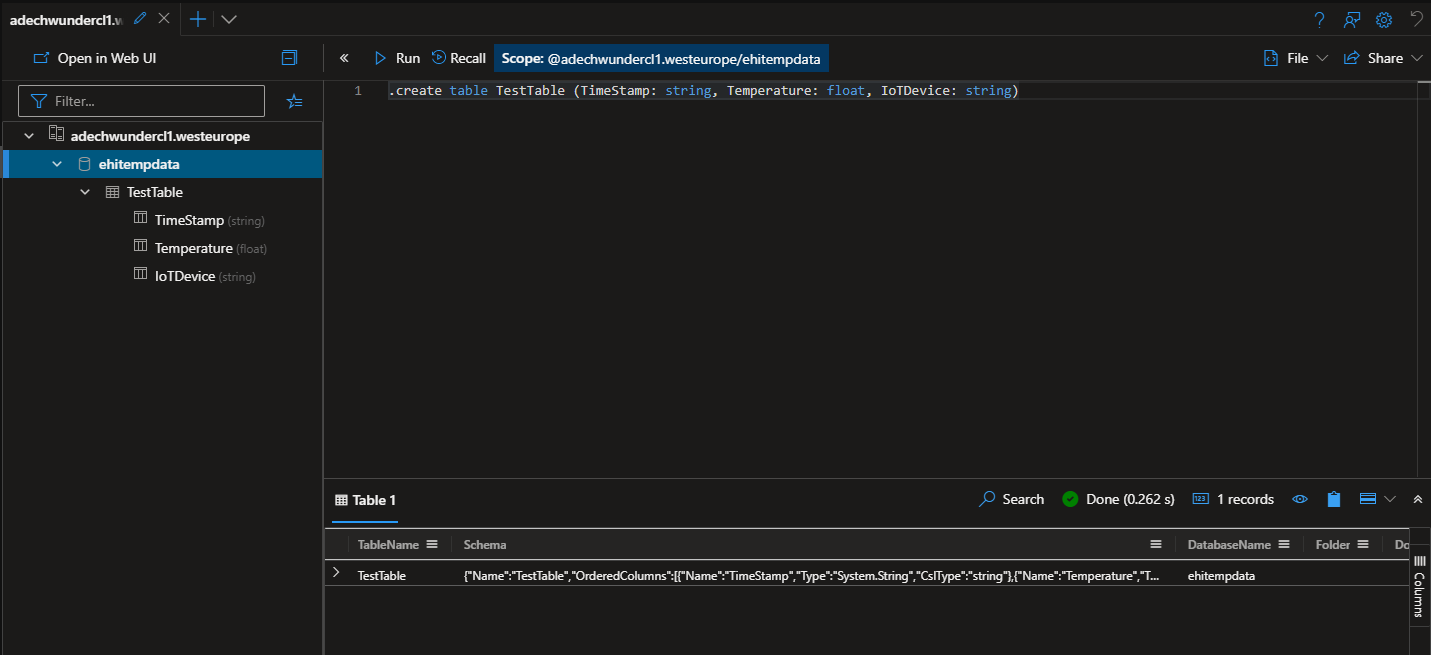 adechwundercl1.w
Open in Web UI
Run Recall Scope: @adechwundercl1.westeurope/ehitempdata File Share
Filter...
1 .create table TestTable (TimeStamp: string, Temperature: float, IoTDevice: string)
adechwundercl1.westeurope
ehitempdata
TestTable
TimeStamp (string)
Temperature (float)
IoTDevice (string)
Table 1 Search Done (0.262 s) 123 1 records
TableName Schema DatabaseName Folder Do
TestTable {"Name":"TestTable","OrderedColumns":[{"Name":"TimeStamp","Type":"System.String","CslType":"string"},{"Name":"Temperature","T... ehitempdata
Columns